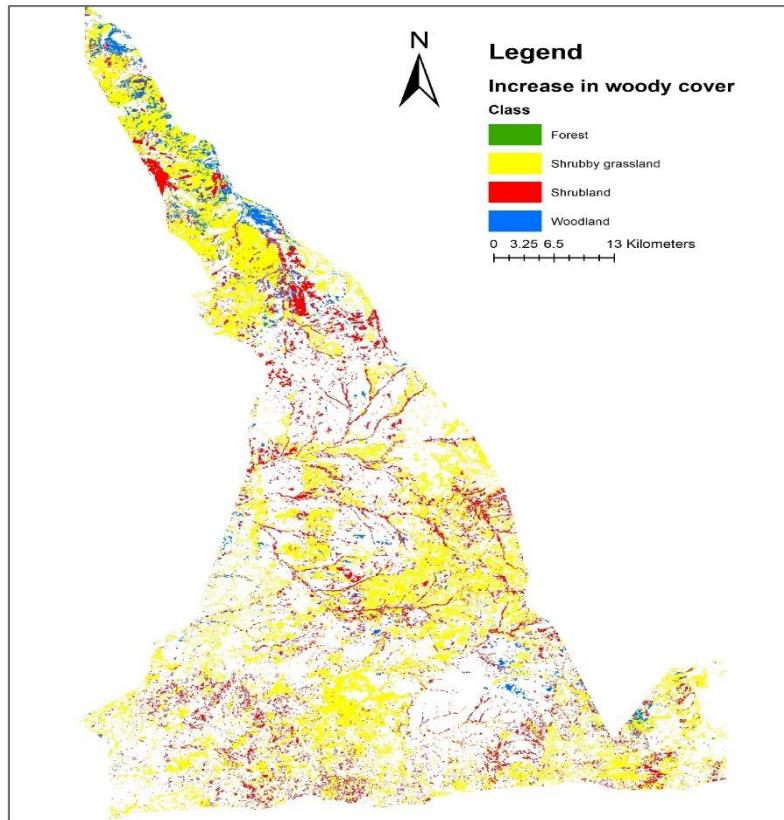 N
Legend
Increase in woody cover
Class
Forest
Shrubby grassland
Shrubland
Woodland
0 3.25 6.5 13 Kilometers